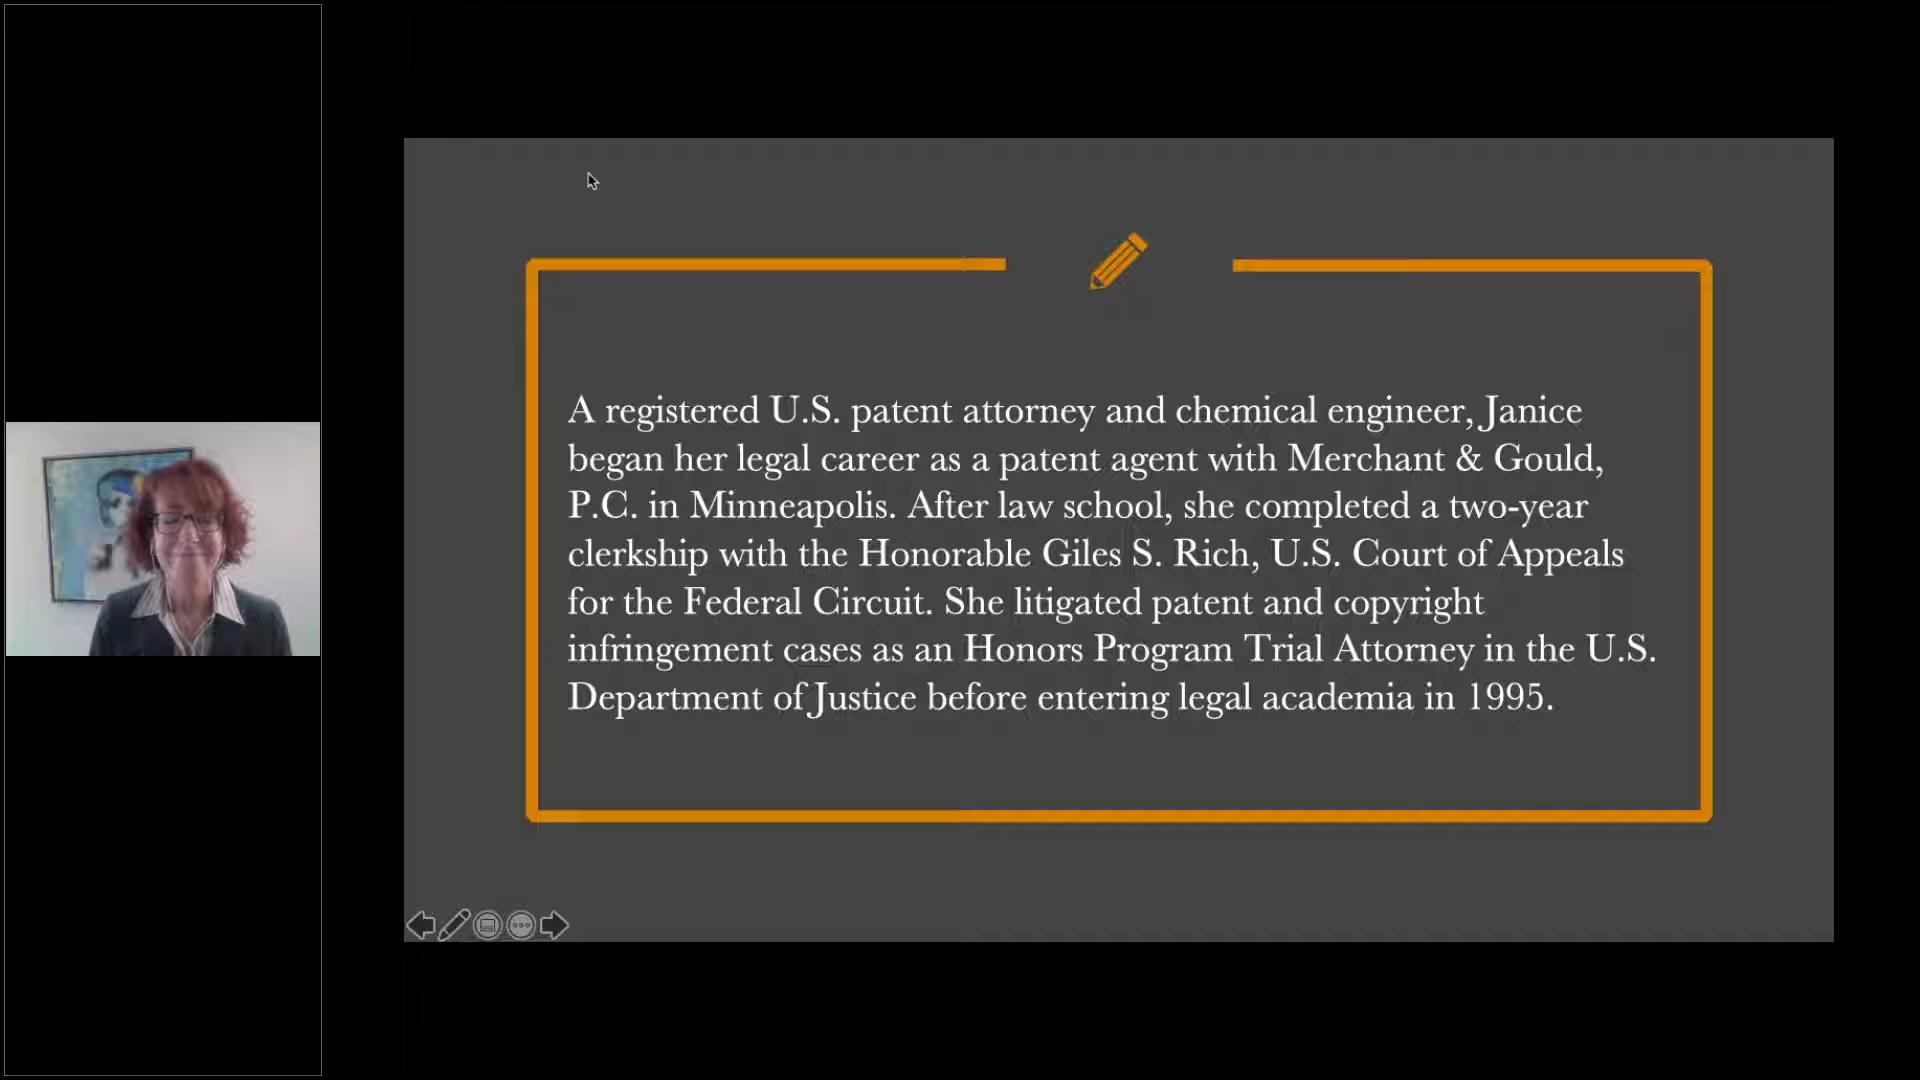 A registered U.S. patent attorney and chemical engineer, Janice
began her legal career as a patent agent with Merchant & Gould,
P.C. in Minneapolis. After law school, she completed a two-year
clerkship with the Honorable Giles S. Rich, U.S. Court of Appeals
for the Federal Circuit. She litigated patent and copyright
infringement cases as an Honors Program Trial Attorney in the U.S.
Department of Justice before entering legal academia in 1995.